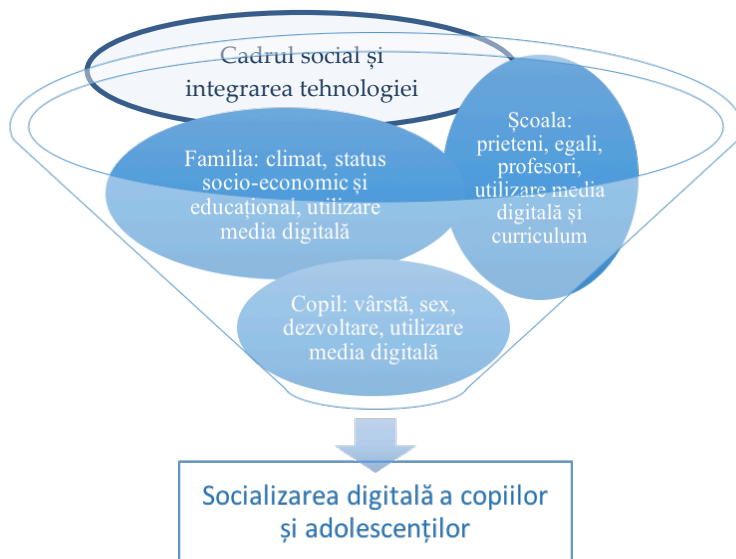 Cadrul social și
integrarea tehnologiei
Familia: climat, status
socio-economic și
educațional, utilizare
media digitală
Școala:
prieteni, egali,
profesori,
utilizare media
digitală și
curriculum
Copil: vârstă, sex,
dezvoltare, utilizare
media digitală
Socializarea digitală a copiilor
și adolescenților